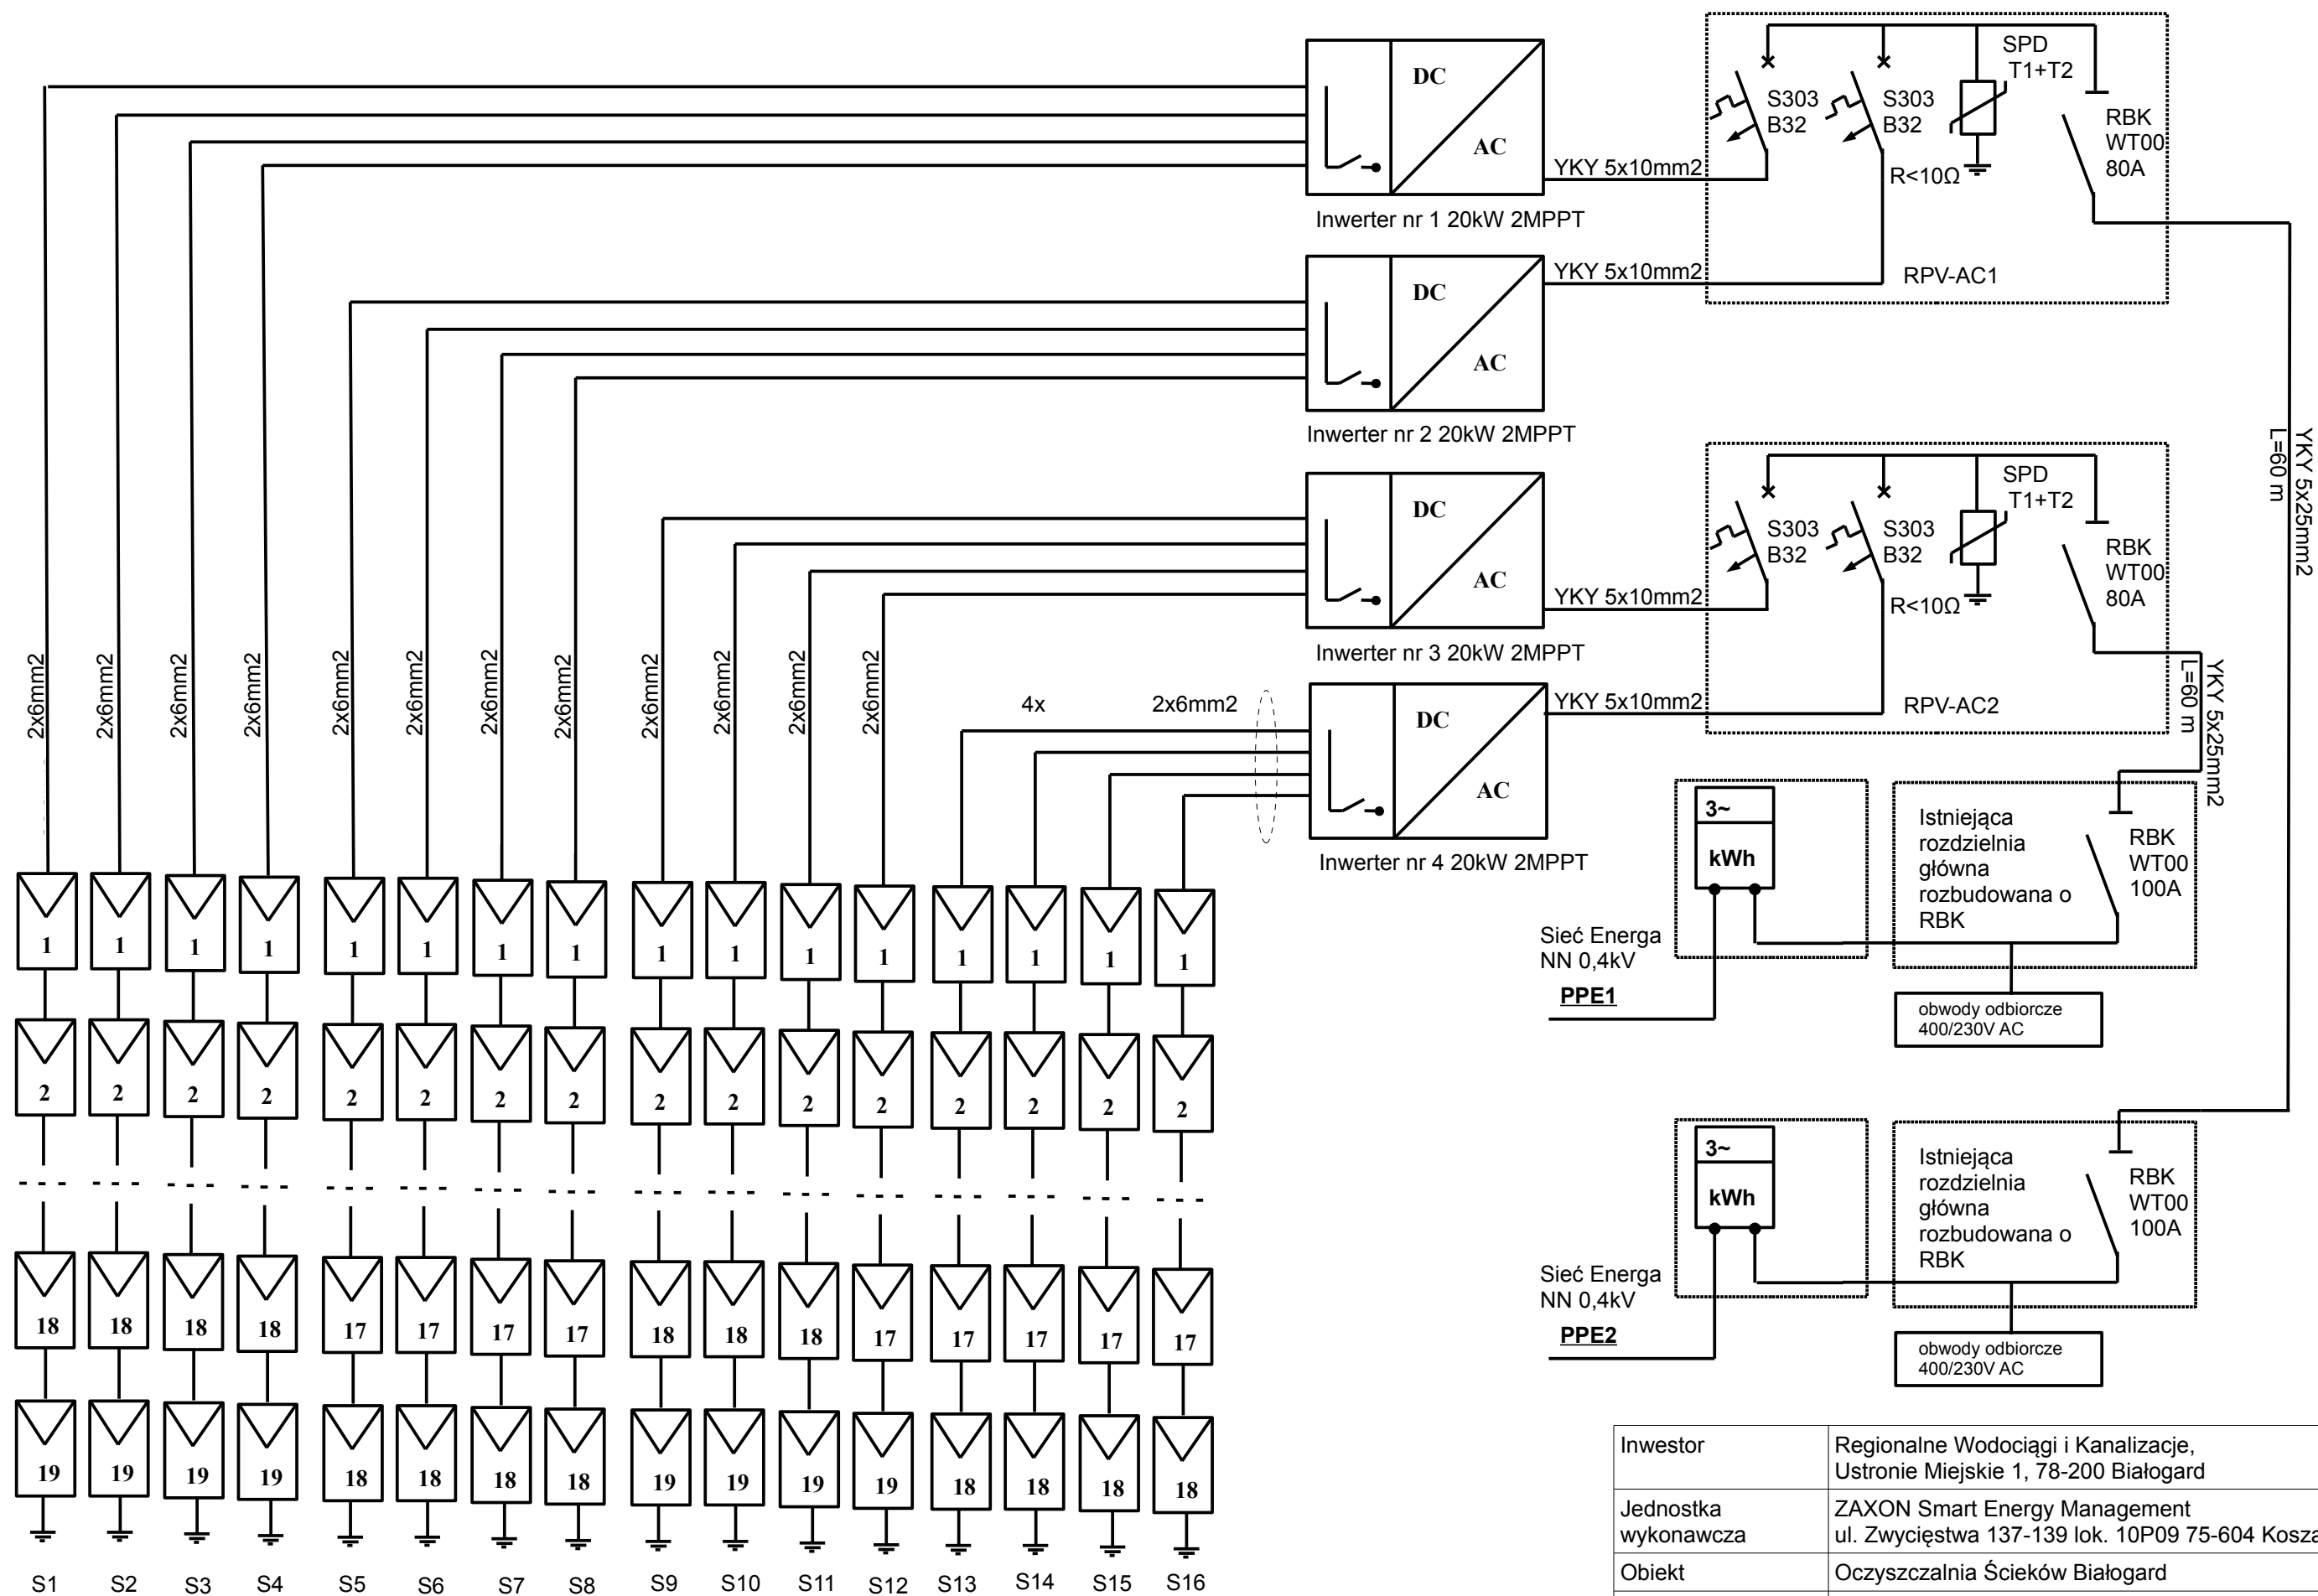 DC
AC
Inwerter nr 1 20kW 2MPPT
YKY 5x10mm2
S303
B32
S303
B32
SPD
T1+T2
R<10Ω
RBK
WT00
80A
RPV-AC1
DC
AC
Inwerter nr 2 20kW 2MPPT
YKY 5x10mm2
YKY 5x25mm2
L=60 m
DC
AC
Inwerter nr 3 20kW 2MPPT
YKY 5x10mm2
S303
B32
S303
B32
SPD
T1+T2
R<10Ω
RBK
WT00
80A
RPV-AC2
YKY 5x25mm2
L=60 m
4x 2x6mm2
DC
AC
Inwerter nr 4 20kW 2MPPT
YKY 5x10mm2
2x6mm2 2x6mm2 2x6mm2 2x6mm2 2x6mm2 2x6mm2 2x6mm2 2x6mm2 2x6mm2 2x6mm2 2x6mm2 2x6mm2
1 1 1 1 1 1 1 1 1 1 1 1 1 1 1 1
2 2 2 2 2 2 2 2 2 2 2 2 2 2 2 2
18 18 18 18 17 17 17 17 18 18 18 17 17 17 17 17
19 19 19 19 18 18 18 18 19 19 19 19 18 18 18 18
S1 S2 S3 S4 S5 S6 S7 S8 S9 S10 S11 S12 S13 S14 S15 S16
3~
kWh
Istniejąca
rozdzielnia
główna
rozbudowana o
RBK
RBK
WT00
100A
Sieć Energa
NN 0,4kV
PPE1
obwody odbiorcze
400/230V AC
3~
kWh
Istniejąca
rozdzielnia
główna
rozbudowana o
RBK
RBK
WT00
100A
Sieć Energa
NN 0,4kV
PPE2
obwody odbiorcze
400/230V AC
Inwestor
Regionalne Wodociągi i Kanalizacje,
Ustronie Miejskie 1, 78-200 Białogard
Jednostka
wykonawcza
ZAXON Smart Energy Management
ul. Zwycięstwa 137-139 lok. 10P09 75-604 Kosza
Obiekt
Oczyszczalnia Ścieków Białogard